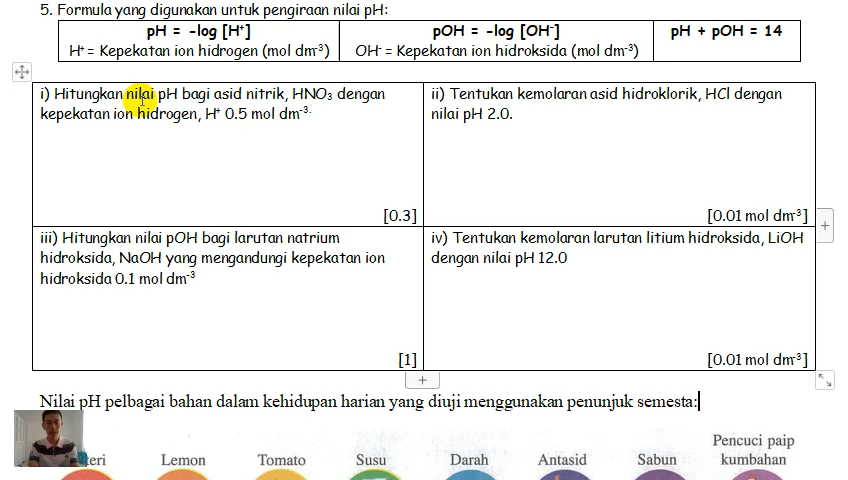 5. Formula yang digunakan untuk pengiraan nilai pH:
pH = -log [H⁺]
H⁺ = Kepekatan ion hidrogen (mol dm⁻³)
pOH = -log [OH⁻]
OH⁻ = Kepekatan ion hidroksida (mol dm⁻³)
pH + pOH = 14
i) Hitungkan nilai pH bagi asid nitrik, HNO₃ dengan
kepekatan ion hidrogen, H⁺ 0.5 mol dm⁻³.
[0.3]
ii) Tentukan kemolaran asid hidroklorik, HCl dengan
nilai pH 2.0.
[0.01 mol dm⁻³]
iii) Hitungkan nilai pOH bagi larutan natrium
hidroksida, NaOH yang mengandungi kepekatan ion
hidroksida 0.1 mol dm⁻³
[1]
iv) Tentukan kemolaran larutan litium hidroksida, LiOH
dengan nilai pH 12.0
[0.01 mol dm⁻³]
Nilai pH pelbagai bahan dalam kehidupan harian yang diuji menggunakan penunjuk semesta:
Lemon
Tomato
Susu
Darah
Antasid
Sabun
Pencuci paip
kumbahan